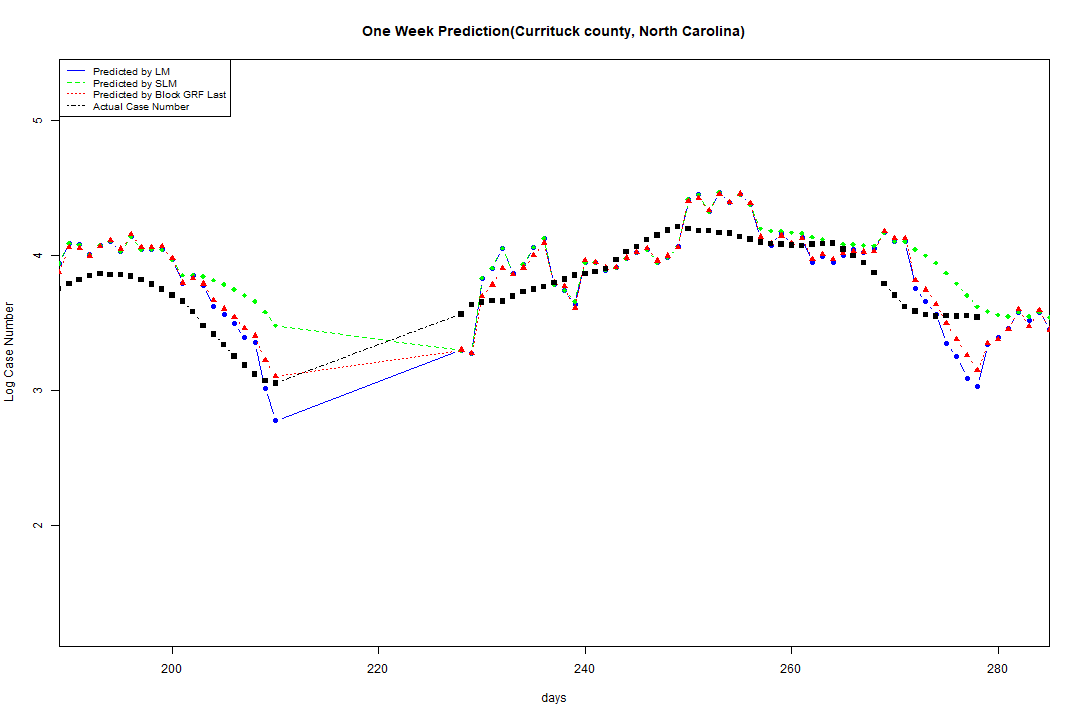 One Week Prediction(Currituck county, North Carolina)
Predicted by LM
Predicted by SLM
Predicted by Block GRF Last
Actual Case Number
5
4
3
2
Log Case Number
200 220 240 260 280
days